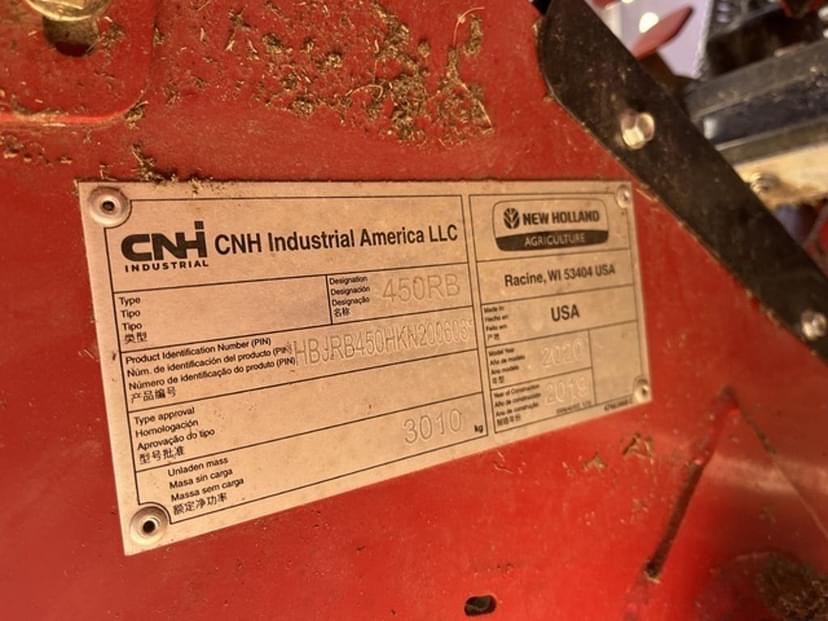 CNH
INDUSTRIAL
CNH Industrial America LLC
Type
Tipo
Tipo
类型
Designation
Designación
Designação
名称
450RB
Product Identification Number (PIN)
Núm. de identificación del producto (PIN)
Número de identificação do produto (PIN)
产品编号
Type approval
Homologación
Aprovação do tipo
型号批准
Unladen mass
Masa sin carga
Massa sem carga
额定净功率
3010 kg
NEW HOLLAND
AGRICULTURE
Racine, WI 53404 USA
Made in:
Hecho en
Feito em
产地
USA
Model Year
Año de modelo
Ano modelo
年型
2020
Year of Construction
Año de construcción
Ano de construção
制造年份
2019